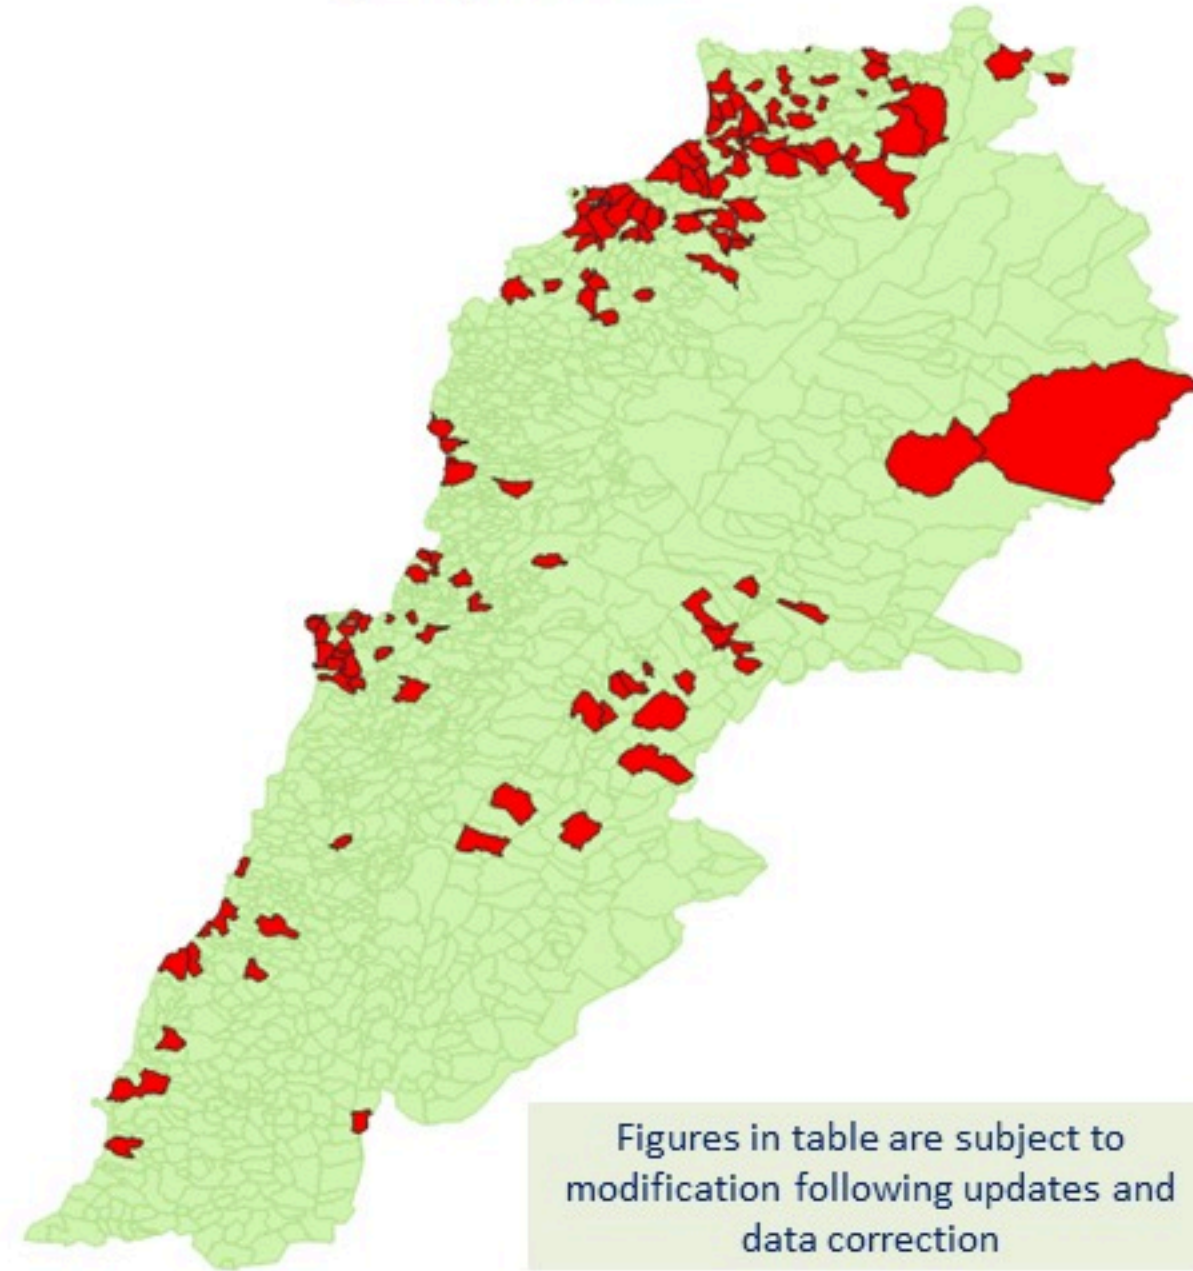 Figures in table are subject to
modification following updates and
data correction